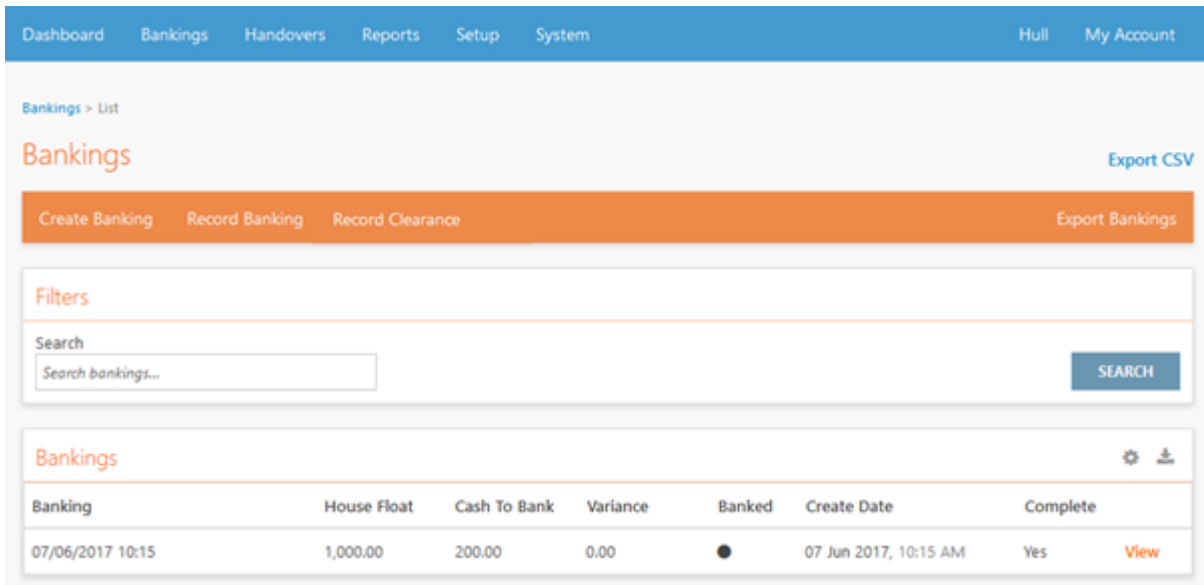 Dashboard Bankings Handovers Reports Setup System Hull My Account
Bankings > List
Bankings
Export CSV
Create Banking Record Banking Record Clearance Export Bankings
Filters
Search
Search bankings...
SEARCH
Bankings
Banking House Float Cash To Bank Variance Banked Create Date Complete
07/06/2017 10:15 1,000.00 200.00 0.00 07 Jun 2017, 10:15 AM Yes View